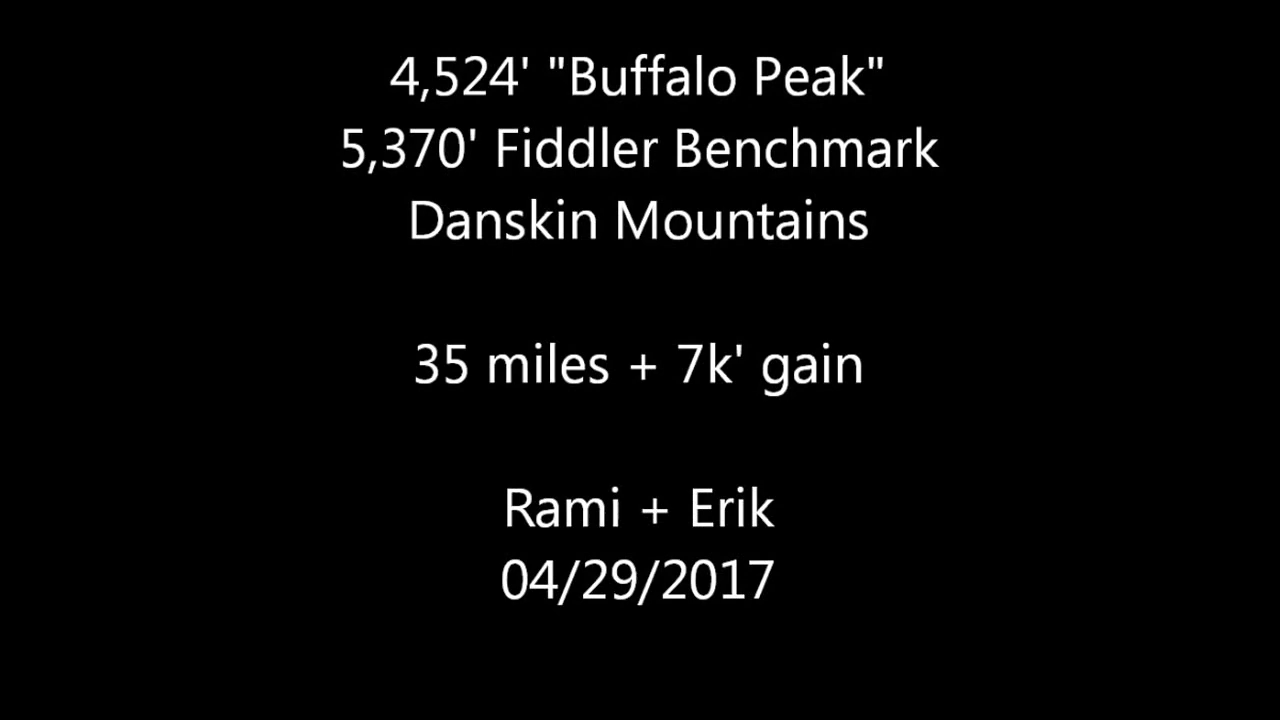 4,524' "Buffalo Peak"
5,370' Fiddler Benchmark
Danskin Mountains
35 miles + 7k' gain
Rami + Erik
04/29/2017